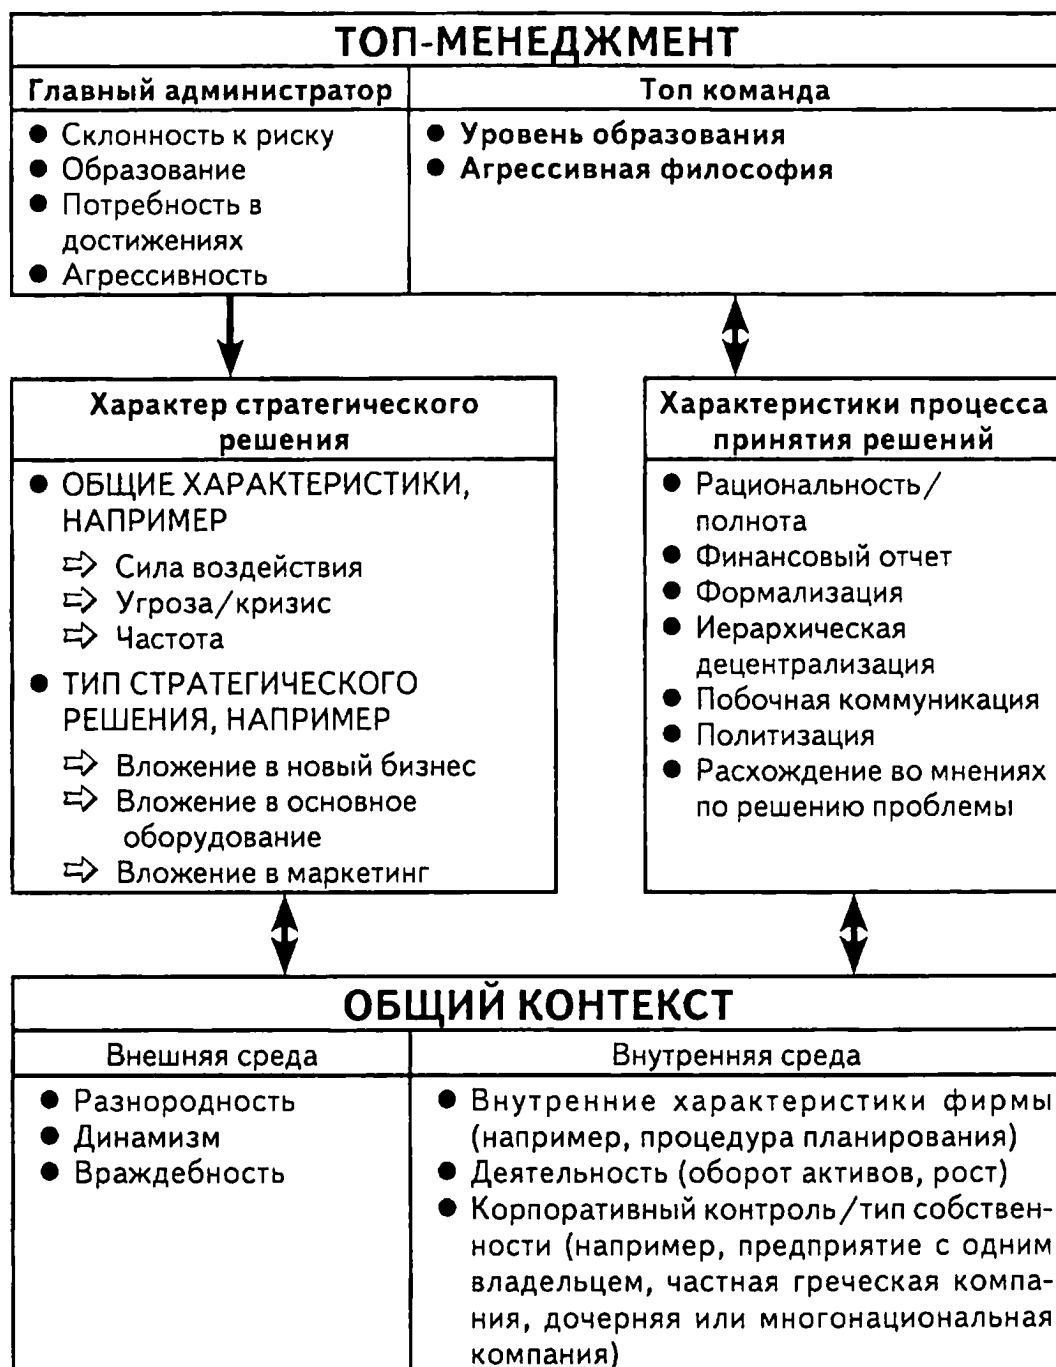 ТОП-МЕНЕДЖМЕНТ
Главный администратор
● Склонность к риску
● Образование
● Потребность в
достижениях
● Агрессивность
Топ команда
● Уровень образования
● Агрессивная философия
Характер стратегического
решения
● ОБЩИЕ ХАРАКТЕРИСТИКИ,
НАПРИМЕР
⇨ Сила воздействия
⇨ Угроза/кризис
⇨ Частота
● ТИП СТРАТЕГИЧЕСКОГО
РЕШЕНИЯ, НАПРИМЕР
⇨ Вложение в новый бизнес
⇨ Вложение в основное
оборудование
⇨ Вложение в маркетинг
Характеристики процесса
принятия решений
● Рациональность/
полнота
● Финансовый отчет
● Формализация
● Иерархическая
децентрализация
● Побочная коммуникация
● Политизация
● Расхождение во мнениях
по решению проблемы
ОБЩИЙ КОНТЕКСТ
Внешняя среда
● Разнородность
● Динамизм
● Враждебность
Внутренняя среда
● Внутренние характеристики фирмы
(например, процедура планирования)
● Деятельность (оборот активов, рост)
● Корпоративный контроль/тип собствен-
ности (например, предприятие с одним
владельцем, частная греческая компа-
ния, дочерняя или многонациональная
компания)